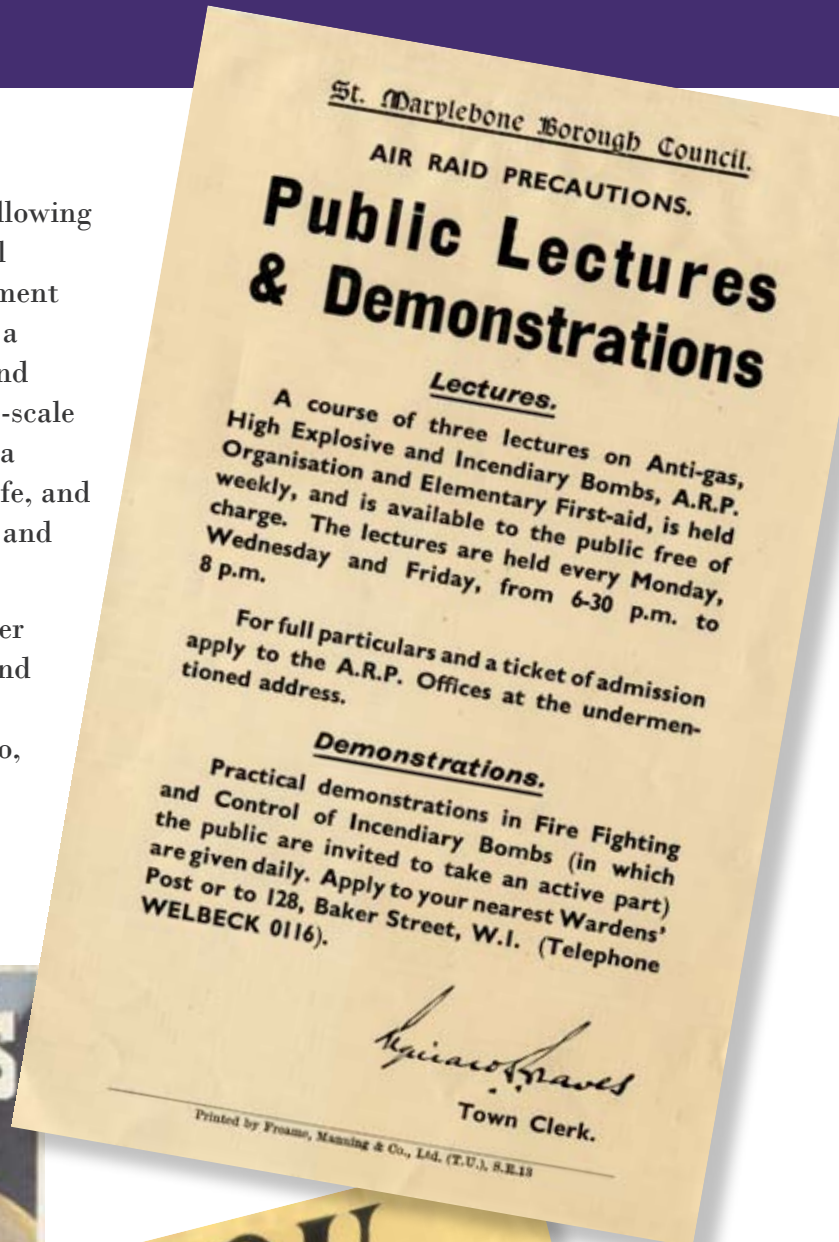 llowing
l
ment
a
nd
-scale
a
fe, and
and
er
nd
o,
St. Marylebone Borough Council.
AIR RAID PRECAUTIONS.
Public Lectures
& Demonstrations
Lectures.
A course of three lectures on Anti-gas,
High Explosive and Incendiary Bombs, A.R.P.
Organisation and Elementary First-aid, is held
weekly, and is available to the public free of
charge. The lectures are held every Monday,
Wednesday and Friday, from 6-30 p.m. to
8 p.m.
For full particulars and a ticket of admission
apply to the A.R.P. Offices at the undermen-
tioned address.
Demonstrations.
Practical demonstrations in Fire Fighting
and Control of Incendiary Bombs (in which
the public are invited to take an active part)
are given daily. Apply to your nearest Wardens'
Post or to 128, Baker Street, W.1. (Telephone
WELBECK 0116).
Town Clerk.
Printed by Froame, Manning & Co., Ltd. (T.U.), S.E.13
S
OU